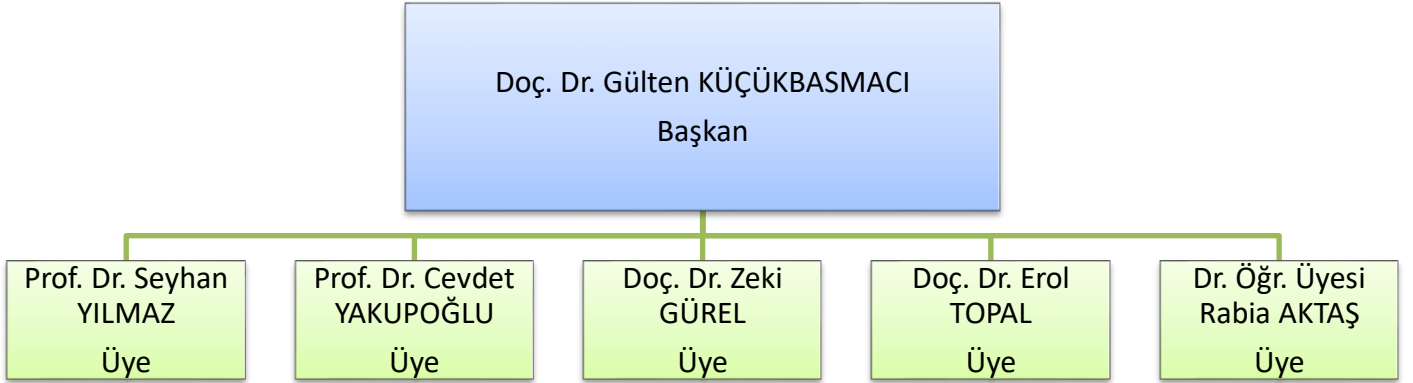 Doç. Dr. Gülten KÜÇÜKBASMACI
Başkan
Prof. Dr. Seyhan
YILMAZ
Üye
Prof. Dr. Cevdet
YAKUPOĞLU
Üye
Doç. Dr. Zeki
GÜREL
Üye
Doç. Dr. Erol
TOPAL
Üye
Dr. Öğr. Üyesi
Rabia AKTAŞ
Üye